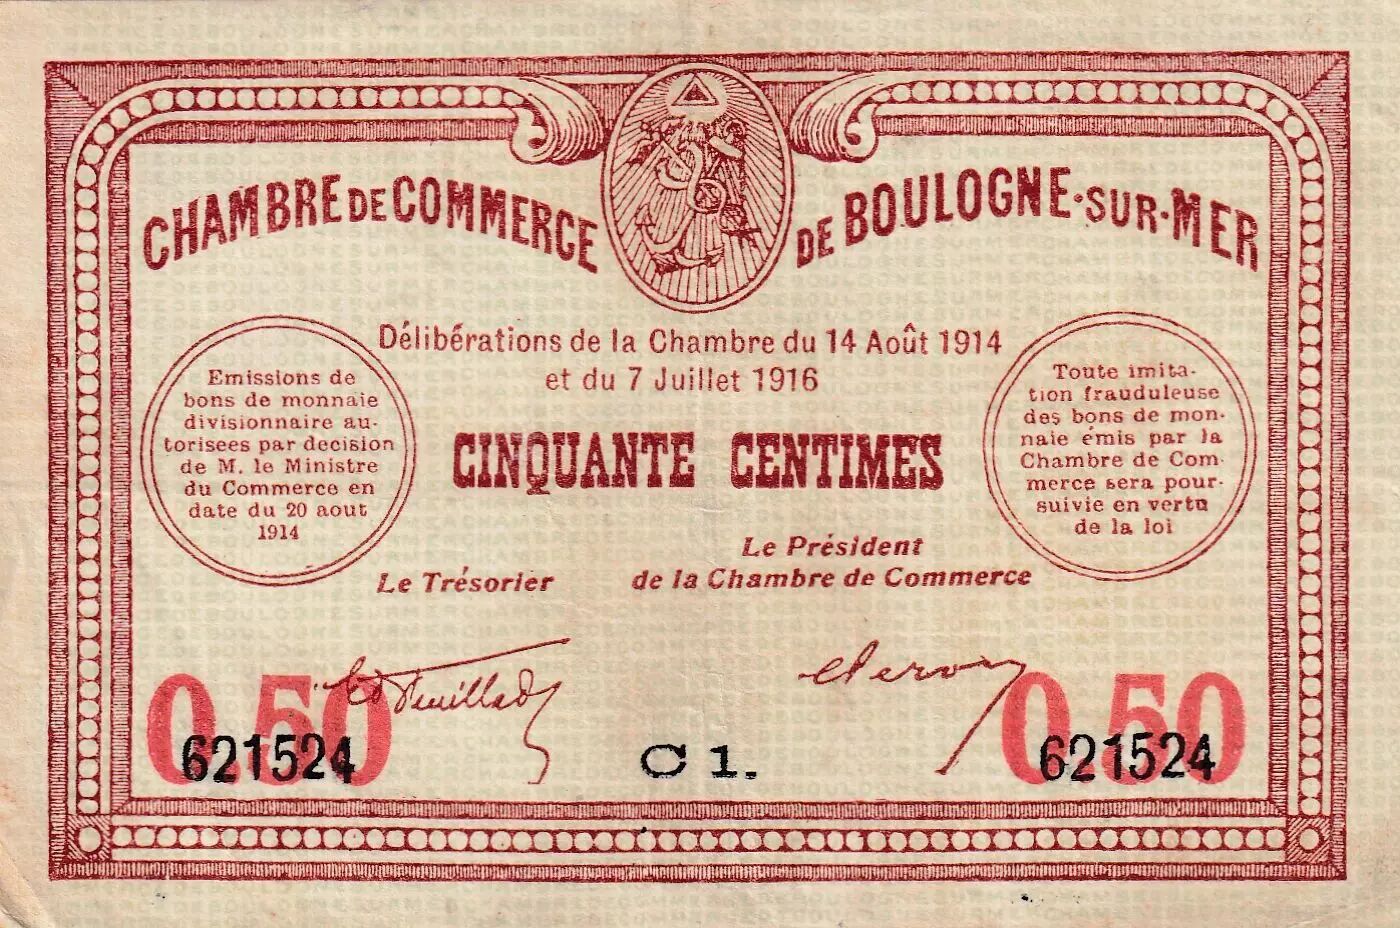 CHAMBRE DE COMMERCE DE BOULOGNE-SUR-MER
Délibérations de la Chambre du 14 Août 1914
et du 7 Juillet 1916
Emissions de
bons de monnaie
divisionnaire au-
torisees par decision
de M. le Ministre
du Commerce en
date du 20 aout
1914
CINQUANTE CENTIMES
Toute imita-
tion frauduleuse
des bons de mon-
naie émis par la
Chambre de Com-
merce sera pour-
suivie en vertu
de la loi
Le Trésorier
Le Président
de la Chambre de Commerce
0.50
621524
C 1.
0.50
621524